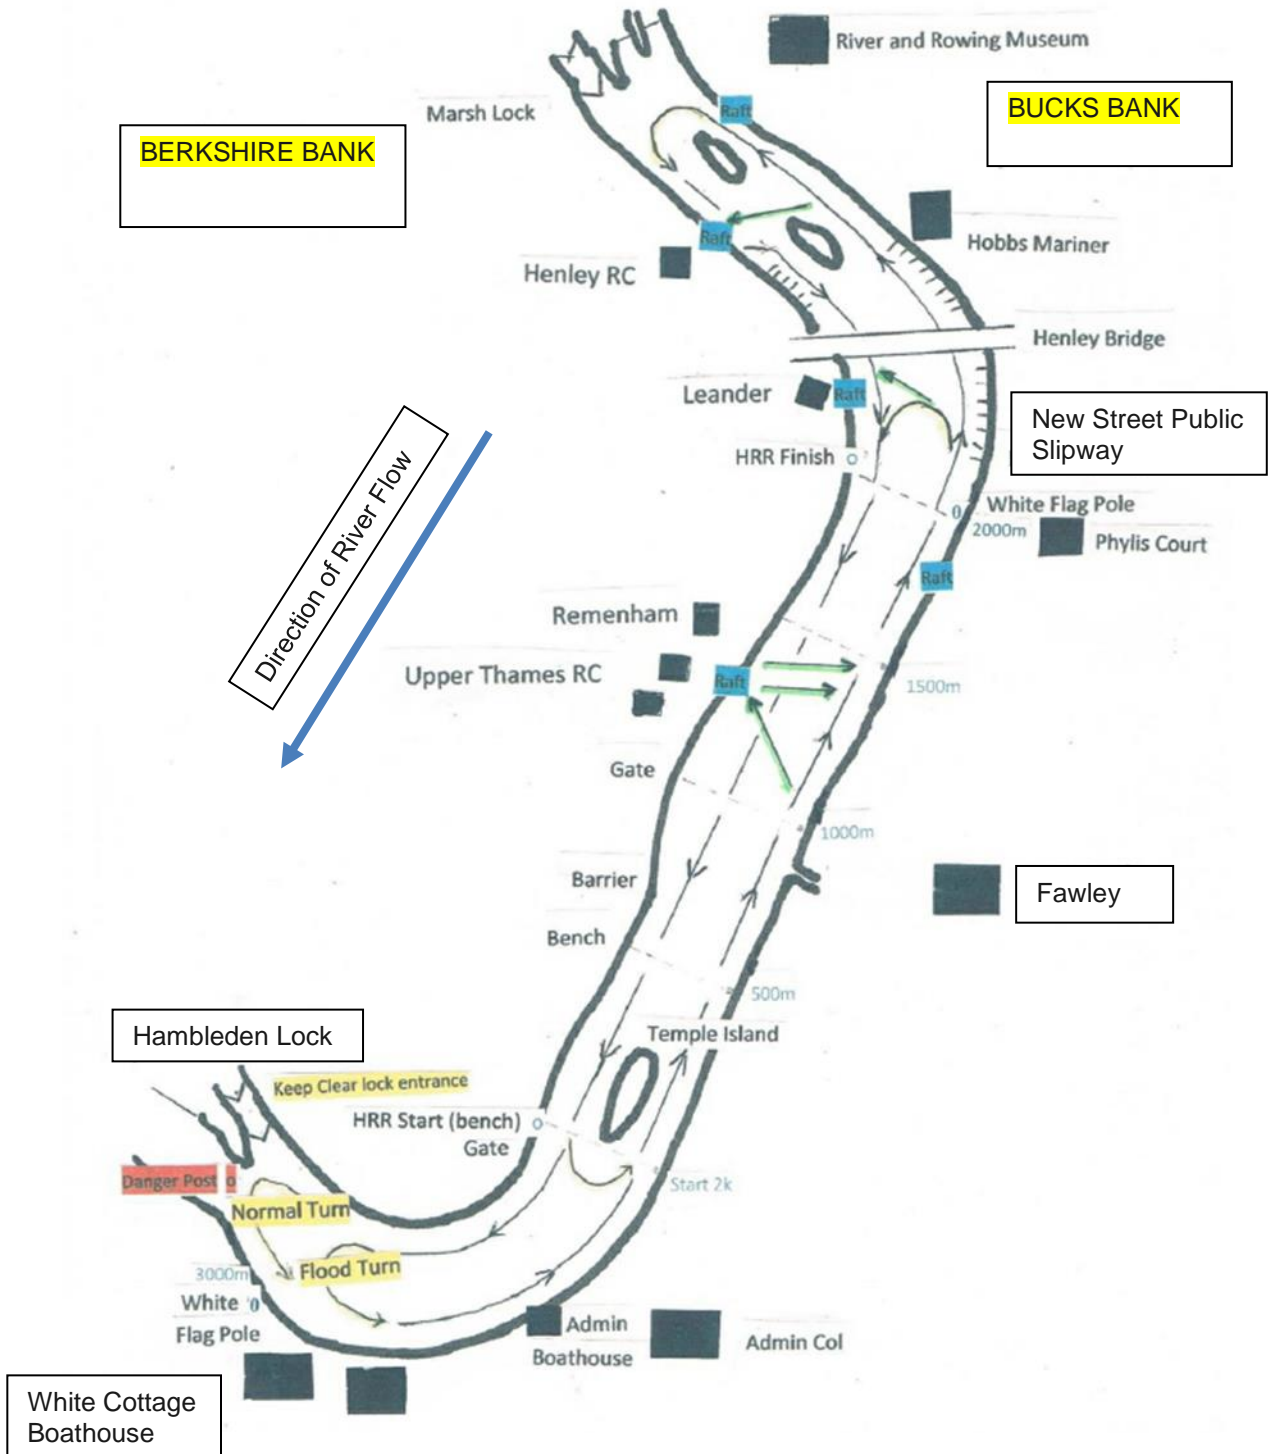 River and Rowing Museum
Raft
Marsh Lock
BUCKS BANK
BERKSHIRE BANK
Raft
Hobbs Mariner
Henley RC
Henley Bridge
Leander
Raft
New Street Public
Slipway
HRR Finish
White Flag Pole
2000m
Phylis Court
Direction of River Flow
Raft
Remenham
Upper Thames RC
Raft
1500m
Gate
1000m
Barrier
Fawley
Bench
500m
Temple Island
Hambleden Lock
Keep Clear lock entrance
HRR Start (bench)
Gate
Danger Post
Start 2k
Normal Turn
Flood Turn
3000m
White
Flag Pole
Admin
Boathouse
Admin Col
White Cottage
Boathouse